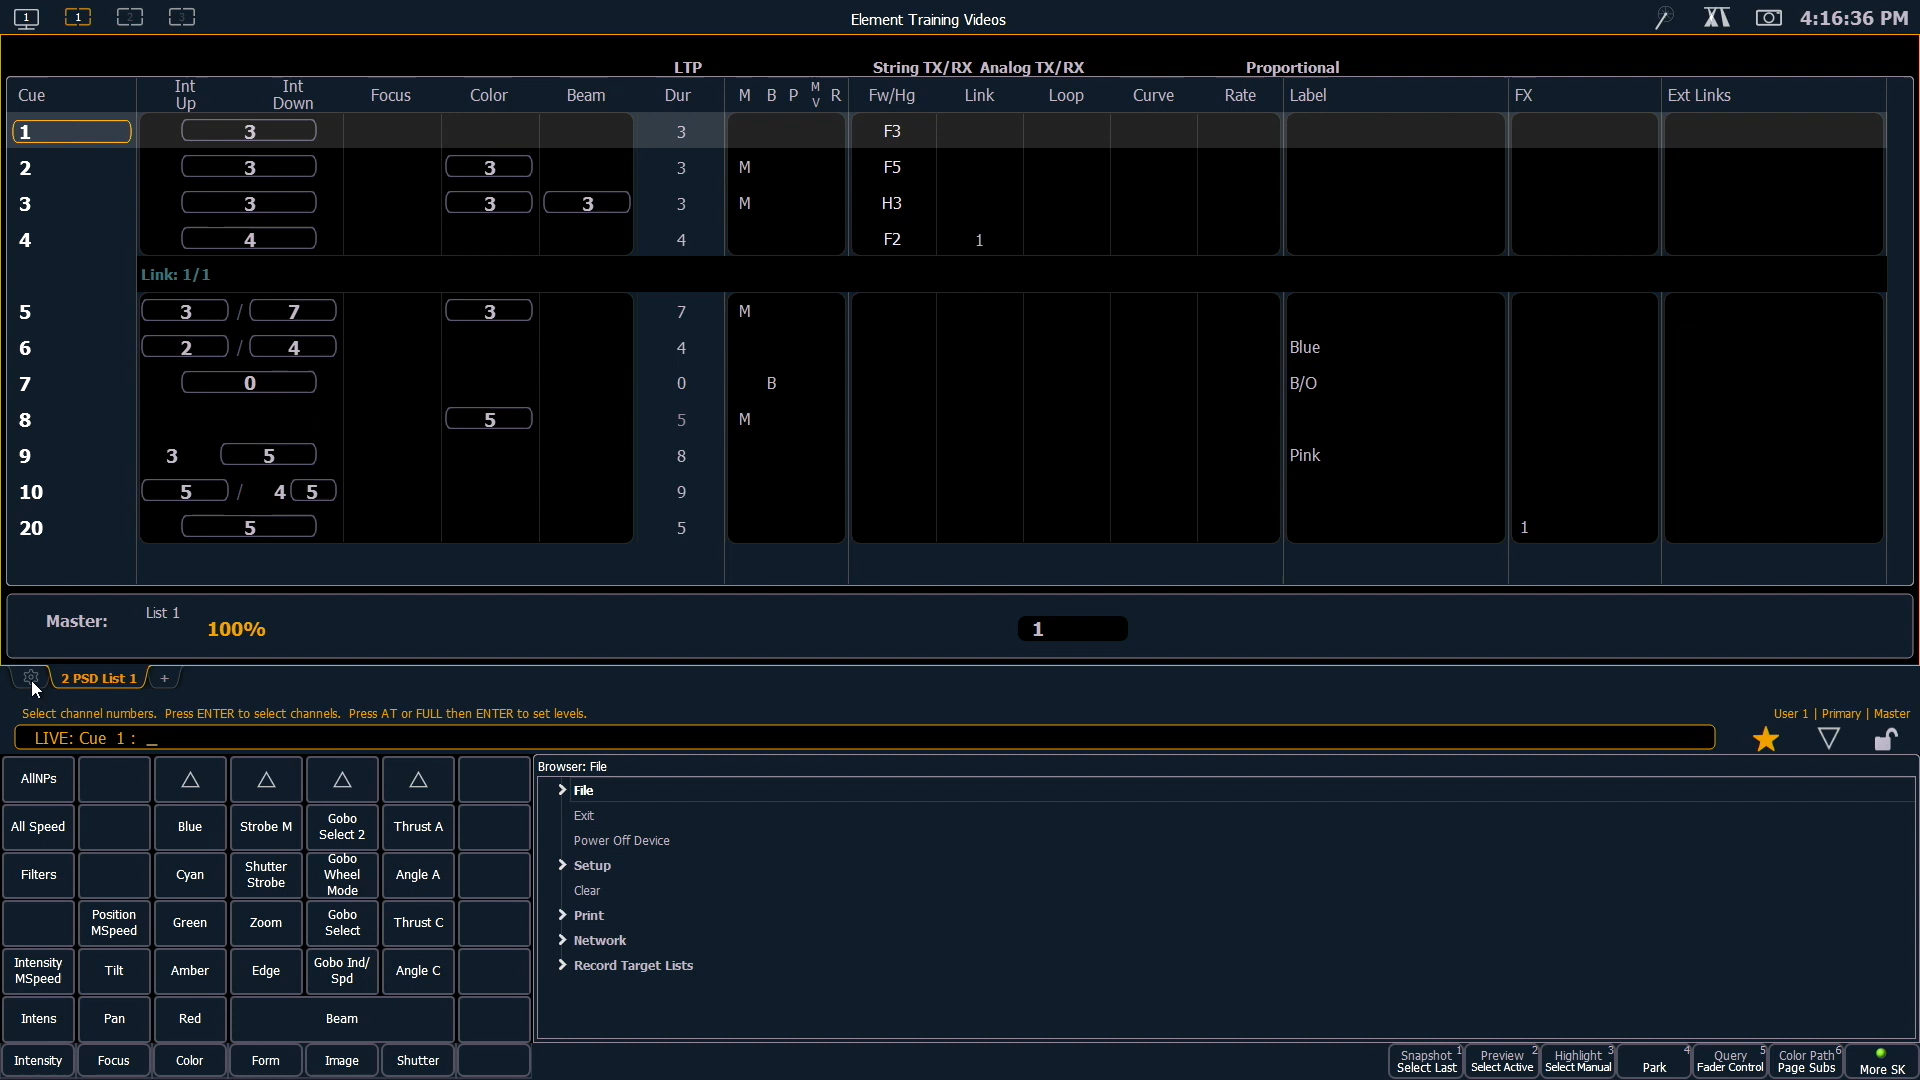 1 1 2 3 Element Training Videos 4:16:36 PM
LTP String TX/RX Analog TX/RX Proportional
Cue Int Up Int Down Focus Color Beam Dur M B P MV R Fw/Hg Link Loop Curve Rate Label FX Ext Links
1 3 3 F3
2 3 3 3 M F5
3 3 3 3 3 M H3
4 4 4 F2 1
Link: 1/1
5 3 / 7 3 7 M
6 2 / 4 4 Blue
7 0 0 B B/O
8 5 5 M
9 3 5 8 Pink
10 5 / 4 5 9
20 5 5 1
Master: List 1 100% 1
2 PSD List 1 +
Select channel numbers. Press ENTER to select channels. Press AT or FULL then ENTER to set levels. User 1 | Primary | Master
LIVE: Cue 1 : _
Browser: File
File
Exit
Power Off Device
Setup
Clear
Print
Network
Record Target Lists
AllNPs
All Speed Blue Strobe M Gobo Select 2 Thrust A
Filters Cyan Shutter Strobe Gobo Wheel Mode Angle A
Position MSpeed Green Zoom Gobo Select Thrust C
Intensity MSpeed Tilt Amber Edge Gobo Ind/ Spd Angle C
Intens Pan Red Beam
Intensity Focus Color Form Image Shutter
Snapshot 1 Preview 2 Highlight 3 4 Query 5 Color Path 6
Select Last Select Active Select Manual Park Fader Control Page Subs More SK